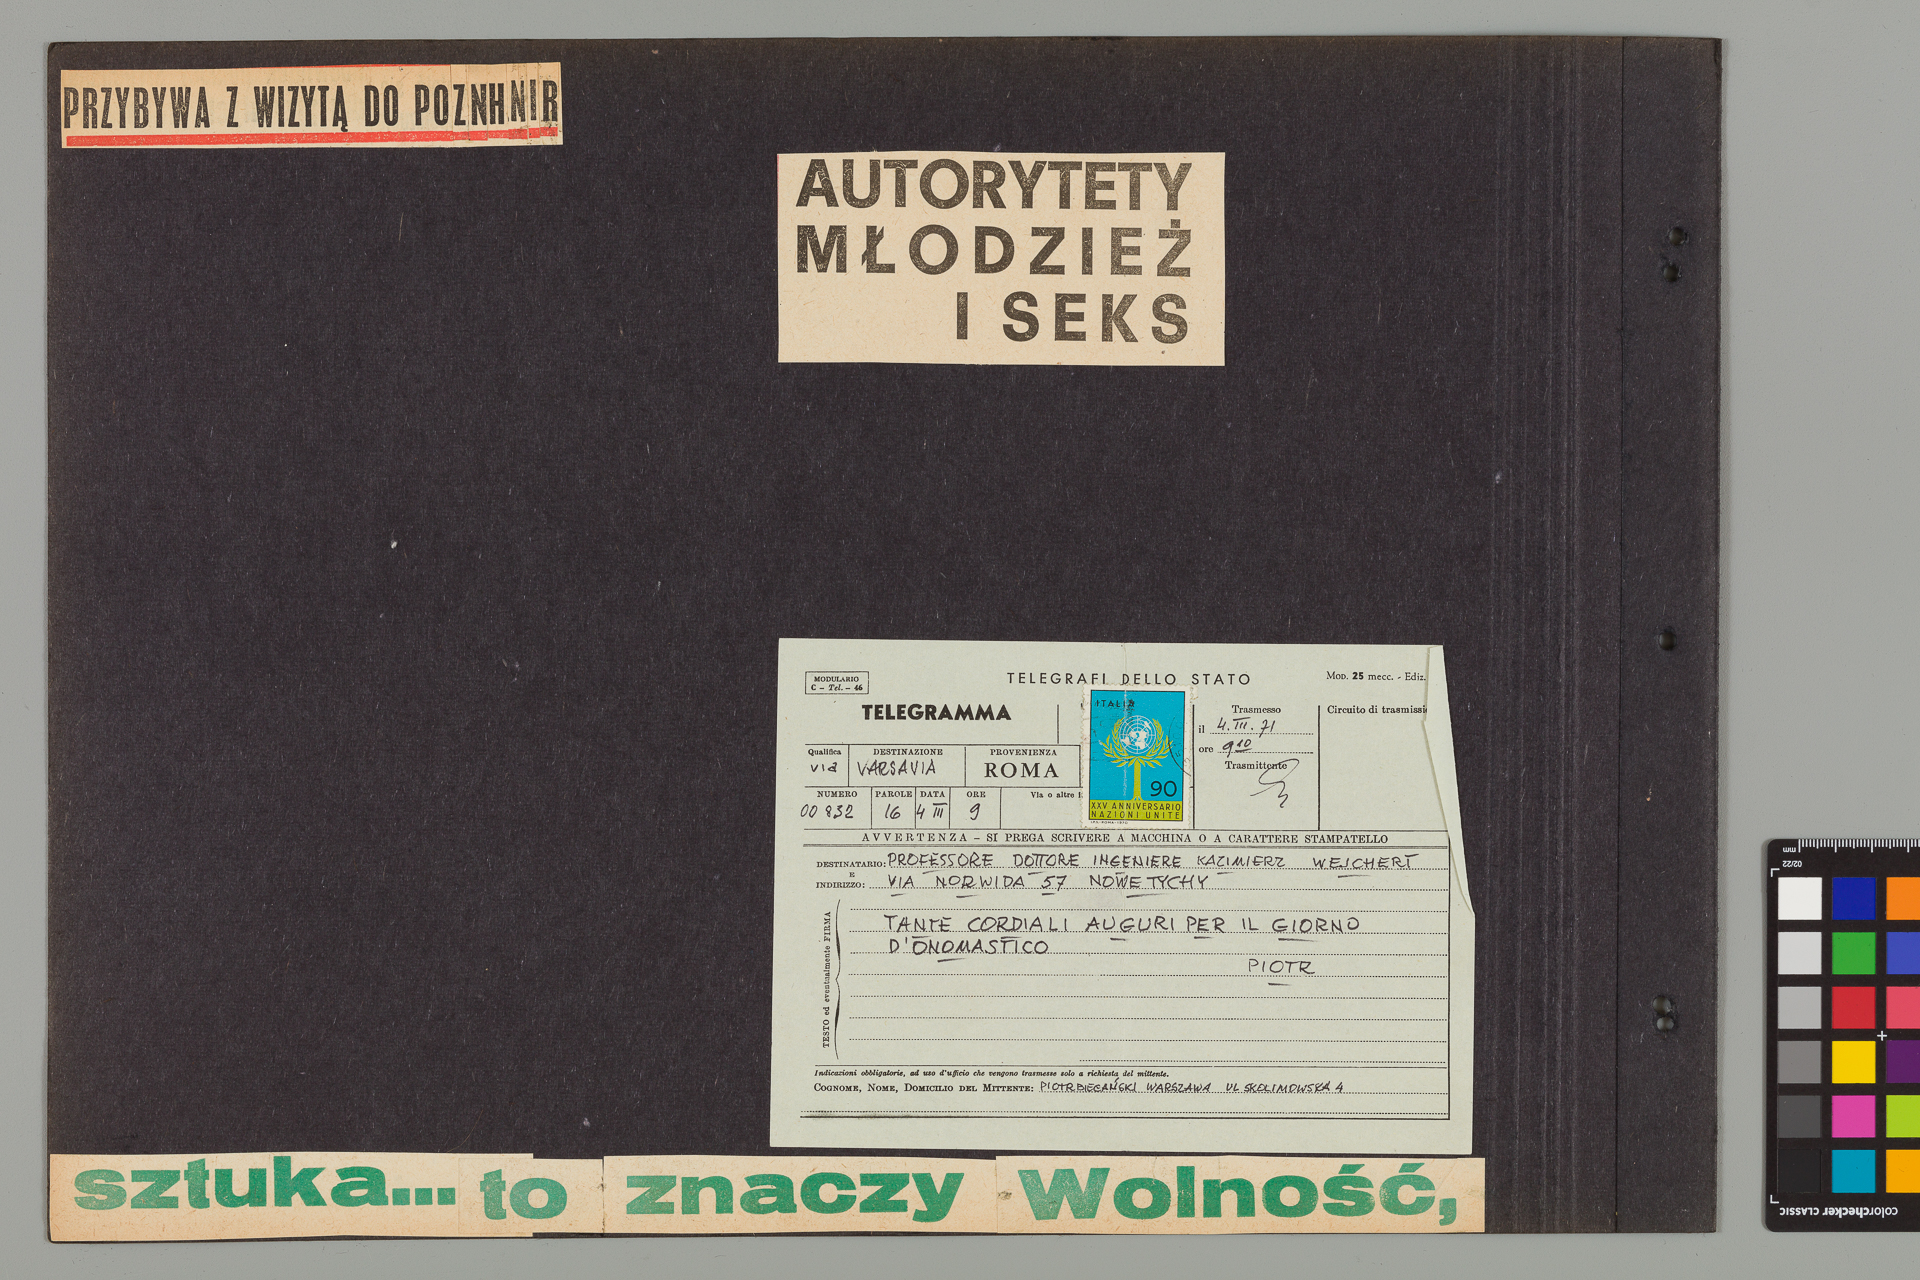 PRZYBYWA Z WIZYTĄ DO POZNHNIR
AUTORYTETY
MŁODZIEŻ
I SEKS
MODULARIO
C - Tel. - 46
TELEGRAFI DELLO STATO
MOD. 25 mecc. - Ediz.
TELEGRAMMA
ITALIA
90
XXV ANNIVERSARIO
NAZIONI UNITE
Trasmesso
il 4.III.71
ore 9¹⁰
Trasmittente
Circuito di trasmissi
Qualifica
via
DESTINAZIONE
VARSAVIA
PROVENIENZA
ROMA
NUMERO
00832
PAROLE
16
DATA
4 III
ORE
9
Via o altre i
AVVERTENZA - SI PREGA SCRIVERE A MACCHINA O A CARATTERE STAMPATELLO
DESTINATARIO: PROFESSORE DOTTORE INGENIERE KAZIMIERZ WEJCHERT
E
INDIRIZZO: VIA NORWIDA 57 NOWE TYCHY
TESTO ed eventualmente FIRMA
TANTE CORDIALI AUGURI PER IL GIORNO
D'ONOMASTICO
PIOTR
Indicazioni obbligatorie, ad uso d'ufficio che vengono trasmesse solo a richiesta del mittente.
COGNOME, NOME, DOMICILIO DEL MITTENTE: PIOTR BIEGAŃSKI WARSZAWA UL SKOLIMOWSKA 4
sztuka... to znaczy Wolność,
mm
02/22
colorchecker CLASSIC